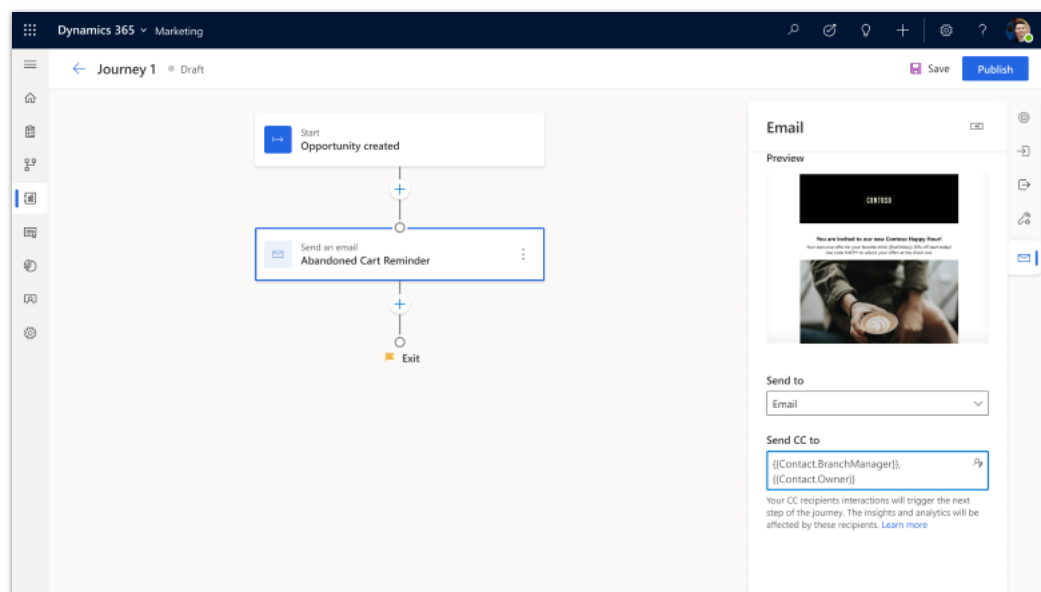 Dynamics 365 Marketing
Journey 1 Draft
Save
Publish
Start
Opportunity created
Send an email
Abandoned Cart Reminder
Exit
Email
Preview
CONTOSO
You are invited to our new Contoso Happy Hour!
Send to
Email
Send CC to
{{Contact.BranchManager}},
{{Contact.Owner}}
Your CC recipients interactions will trigger the next
step of the journey. The insights and analytics will be
affected by these recipients. Learn more